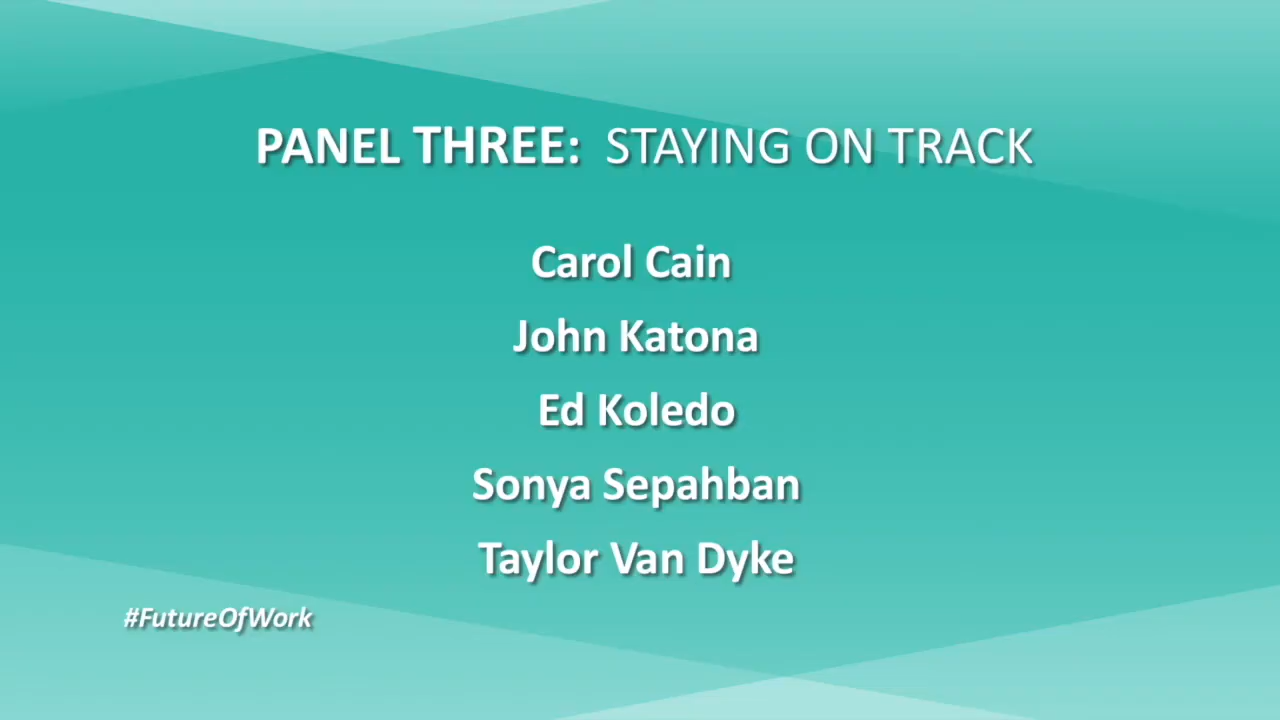 PANEL THREE: STAYING ON TRACK
Carol Cain
John Katona
Ed Koledo
Sonya Sepahban
Taylor Van Dyke
#FutureOfWork